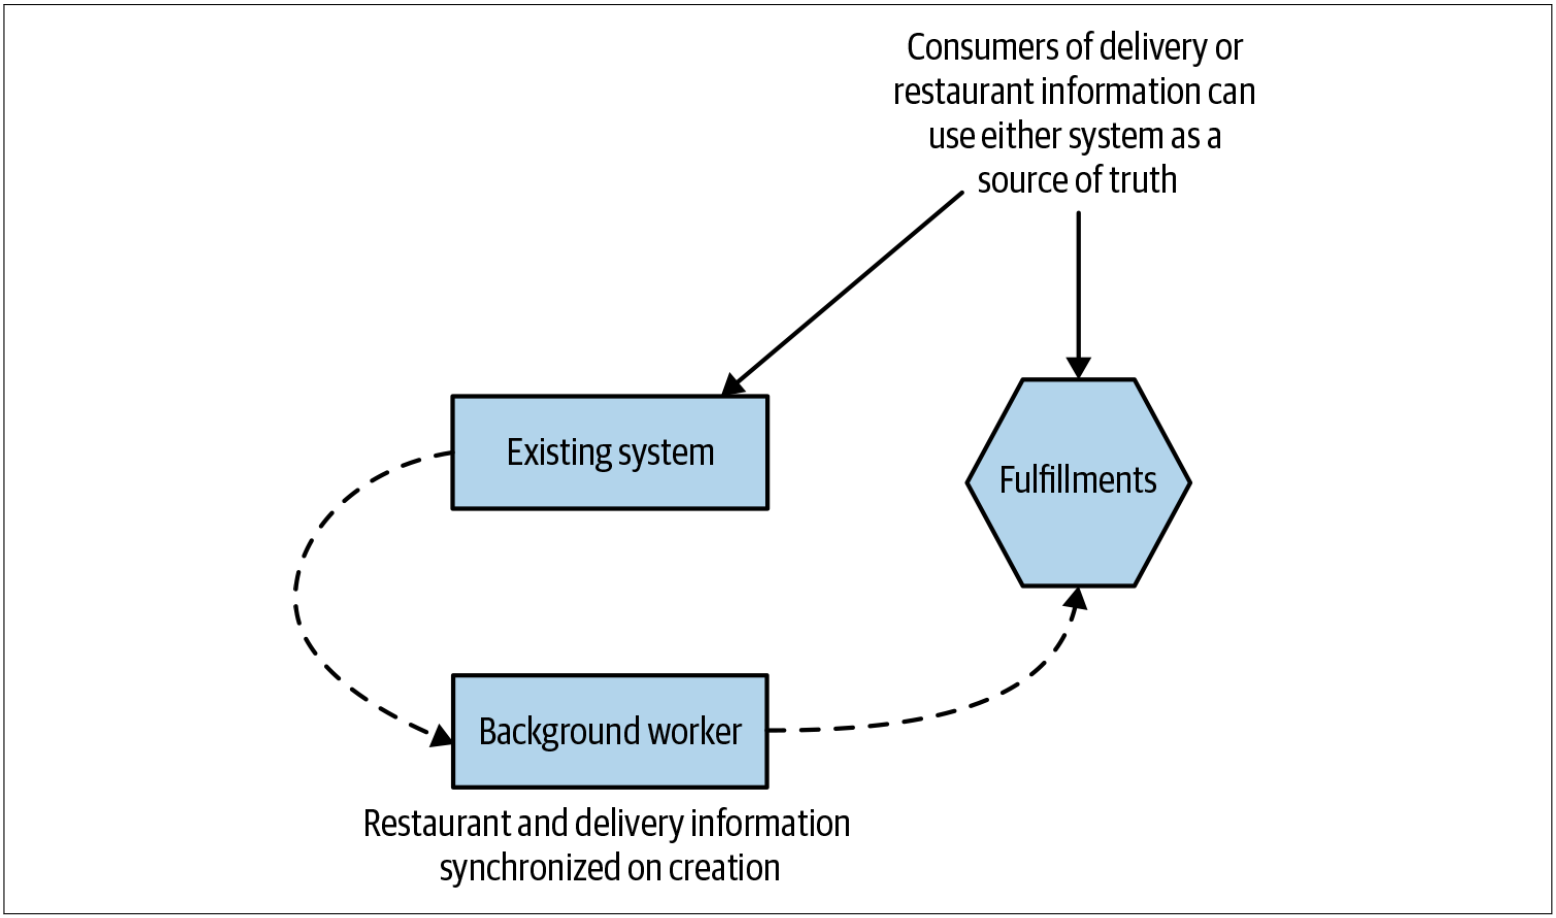 Consumers of delivery or
restaurant information can
use either system as a
source of truth
Existing system
Fulfillments
Background worker
Restaurant and delivery information
synchronized on creation